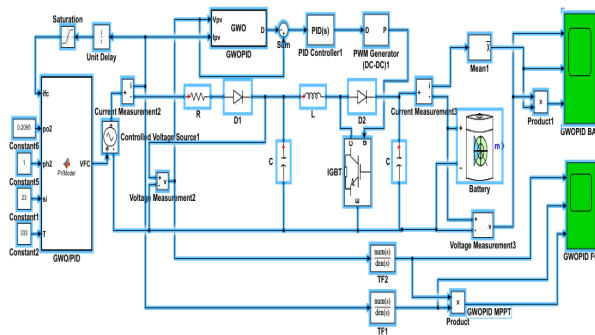 Saturation
Unit Delay
Vpv
Ipv
GWO
D
GWOPID
Sum
PID(s)
PID Controller1
D
P
PWM Generator
(DC-DC)1
ifc
po2
ph2
si
T
PVModel
VFC
GWO/PID
0.2095
Constant6
1
Constant5
23
Constant1
333
Constant2
Current Measurement2
Controlled Voltage Source1
R
D1
L
D2
C
C
IGBT
Voltage Measurement2
Current Measurement3
Mean1
Product1
GWOPID BA
m
Battery
Voltage Measurement3
GWOPID FC
num(s)
den(s)
TF2
num(s)
den(s)
TF1
Product
GWOPID MPPT